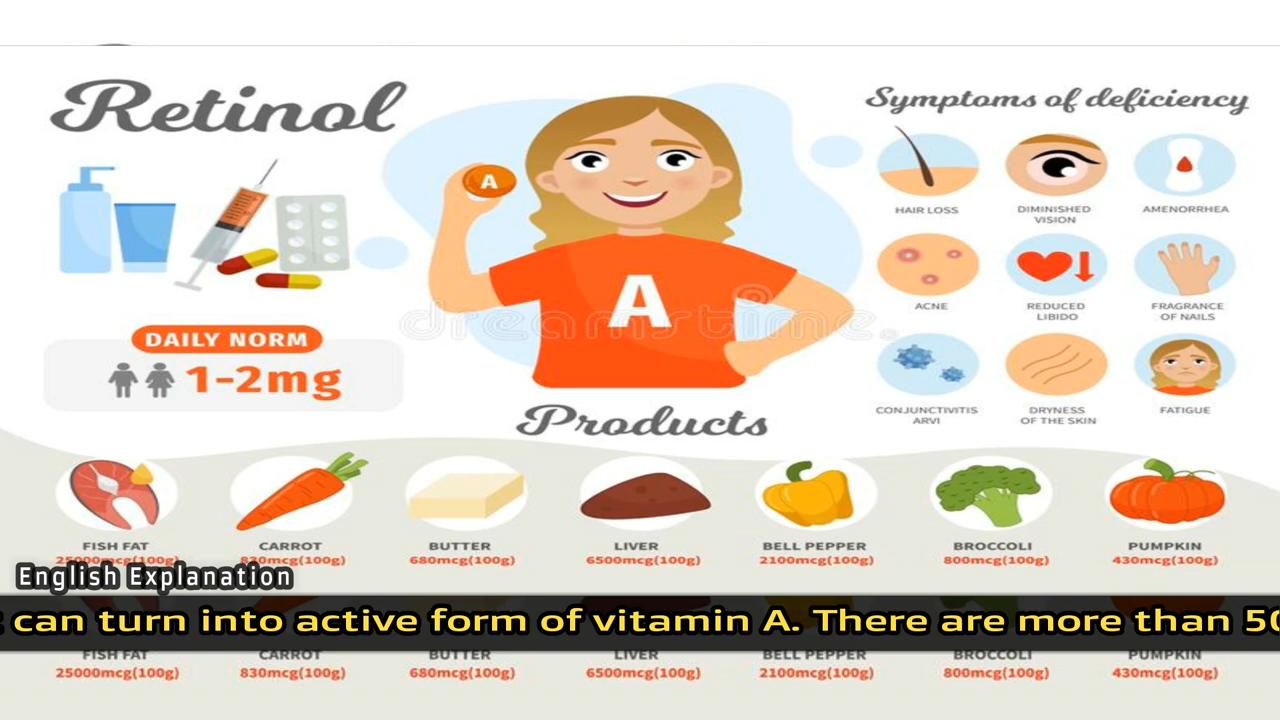 Retinol
Symptoms of deficiency
A
A
HAIR LOSS
DIMINISHED
VISION
AMENORRHEA
ACNE
REDUCED
LIBIDO
FRAGRANCE
OF NAILS
DAILY NORM
1-2mg
CONJUNCTIVITIS
ARVI
DRYNESS
OF THE SKIN
FATIGUE
dreamstime.
Products
FISH FAT
CARROT
BUTTER
LIVER
BELL PEPPER
BROCCOLI
PUMPKIN
25000mcg(100g)
830mcg(100g)
680mcg(100g)
6500mcg(100g)
2100mcg(100g)
800mcg(100g)
430mcg(100g)
English Explanation
can turn into active form of vitamin A. There are more than
FISH FAT
CARROT
BUTTER
LIVER
BELL PEPPER
BROCCOLI
PUMPKIN
25000mcg(100g)
830mcg(100g)
680mcg(100g)
6500mcg(100g)
2100mcg(100g)
800mcg(100g)
430mcg(100g)